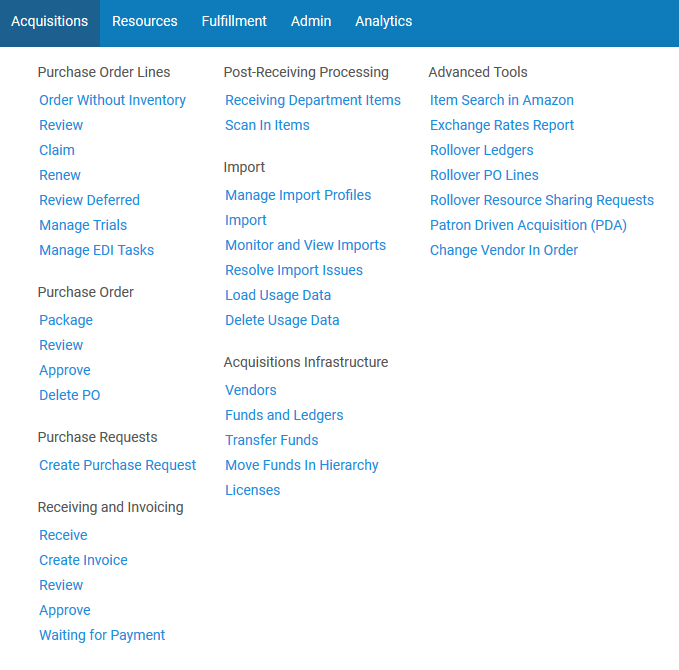 Acquisitions Resources Fulfillment Admin Analytics
Purchase Order Lines
Order Without Inventory
Review
Claim
Renew
Review Deferred
Manage Trials
Manage EDI Tasks
Purchase Order
Package
Review
Approve
Delete PO
Purchase Requests
Create Purchase Request
Receiving and Invoicing
Receive
Create Invoice
Review
Approve
Waiting for Payment
Post-Receiving Processing
Receiving Department Items
Scan In Items
Import
Manage Import Profiles
Import
Monitor and View Imports
Resolve Import Issues
Load Usage Data
Delete Usage Data
Acquisitions Infrastructure
Vendors
Funds and Ledgers
Transfer Funds
Move Funds In Hierarchy
Licenses
Advanced Tools
Item Search in Amazon
Exchange Rates Report
Rollover Ledgers
Rollover PO Lines
Rollover Resource Sharing Requests
Patron Driven Acquisition (PDA)
Change Vendor In Order